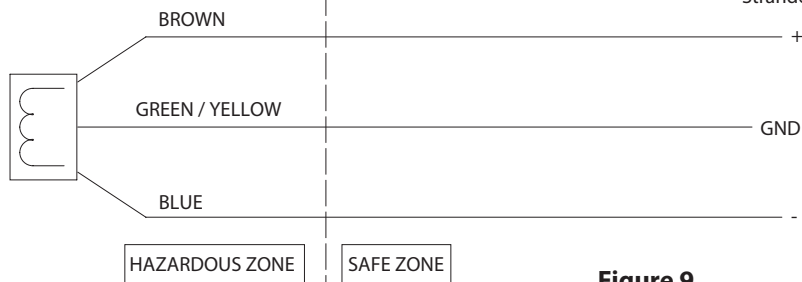 BROWN
+
GREEN / YELLOW
GND
BLUE
-
HAZARDOUS ZONE
SAFE ZONE